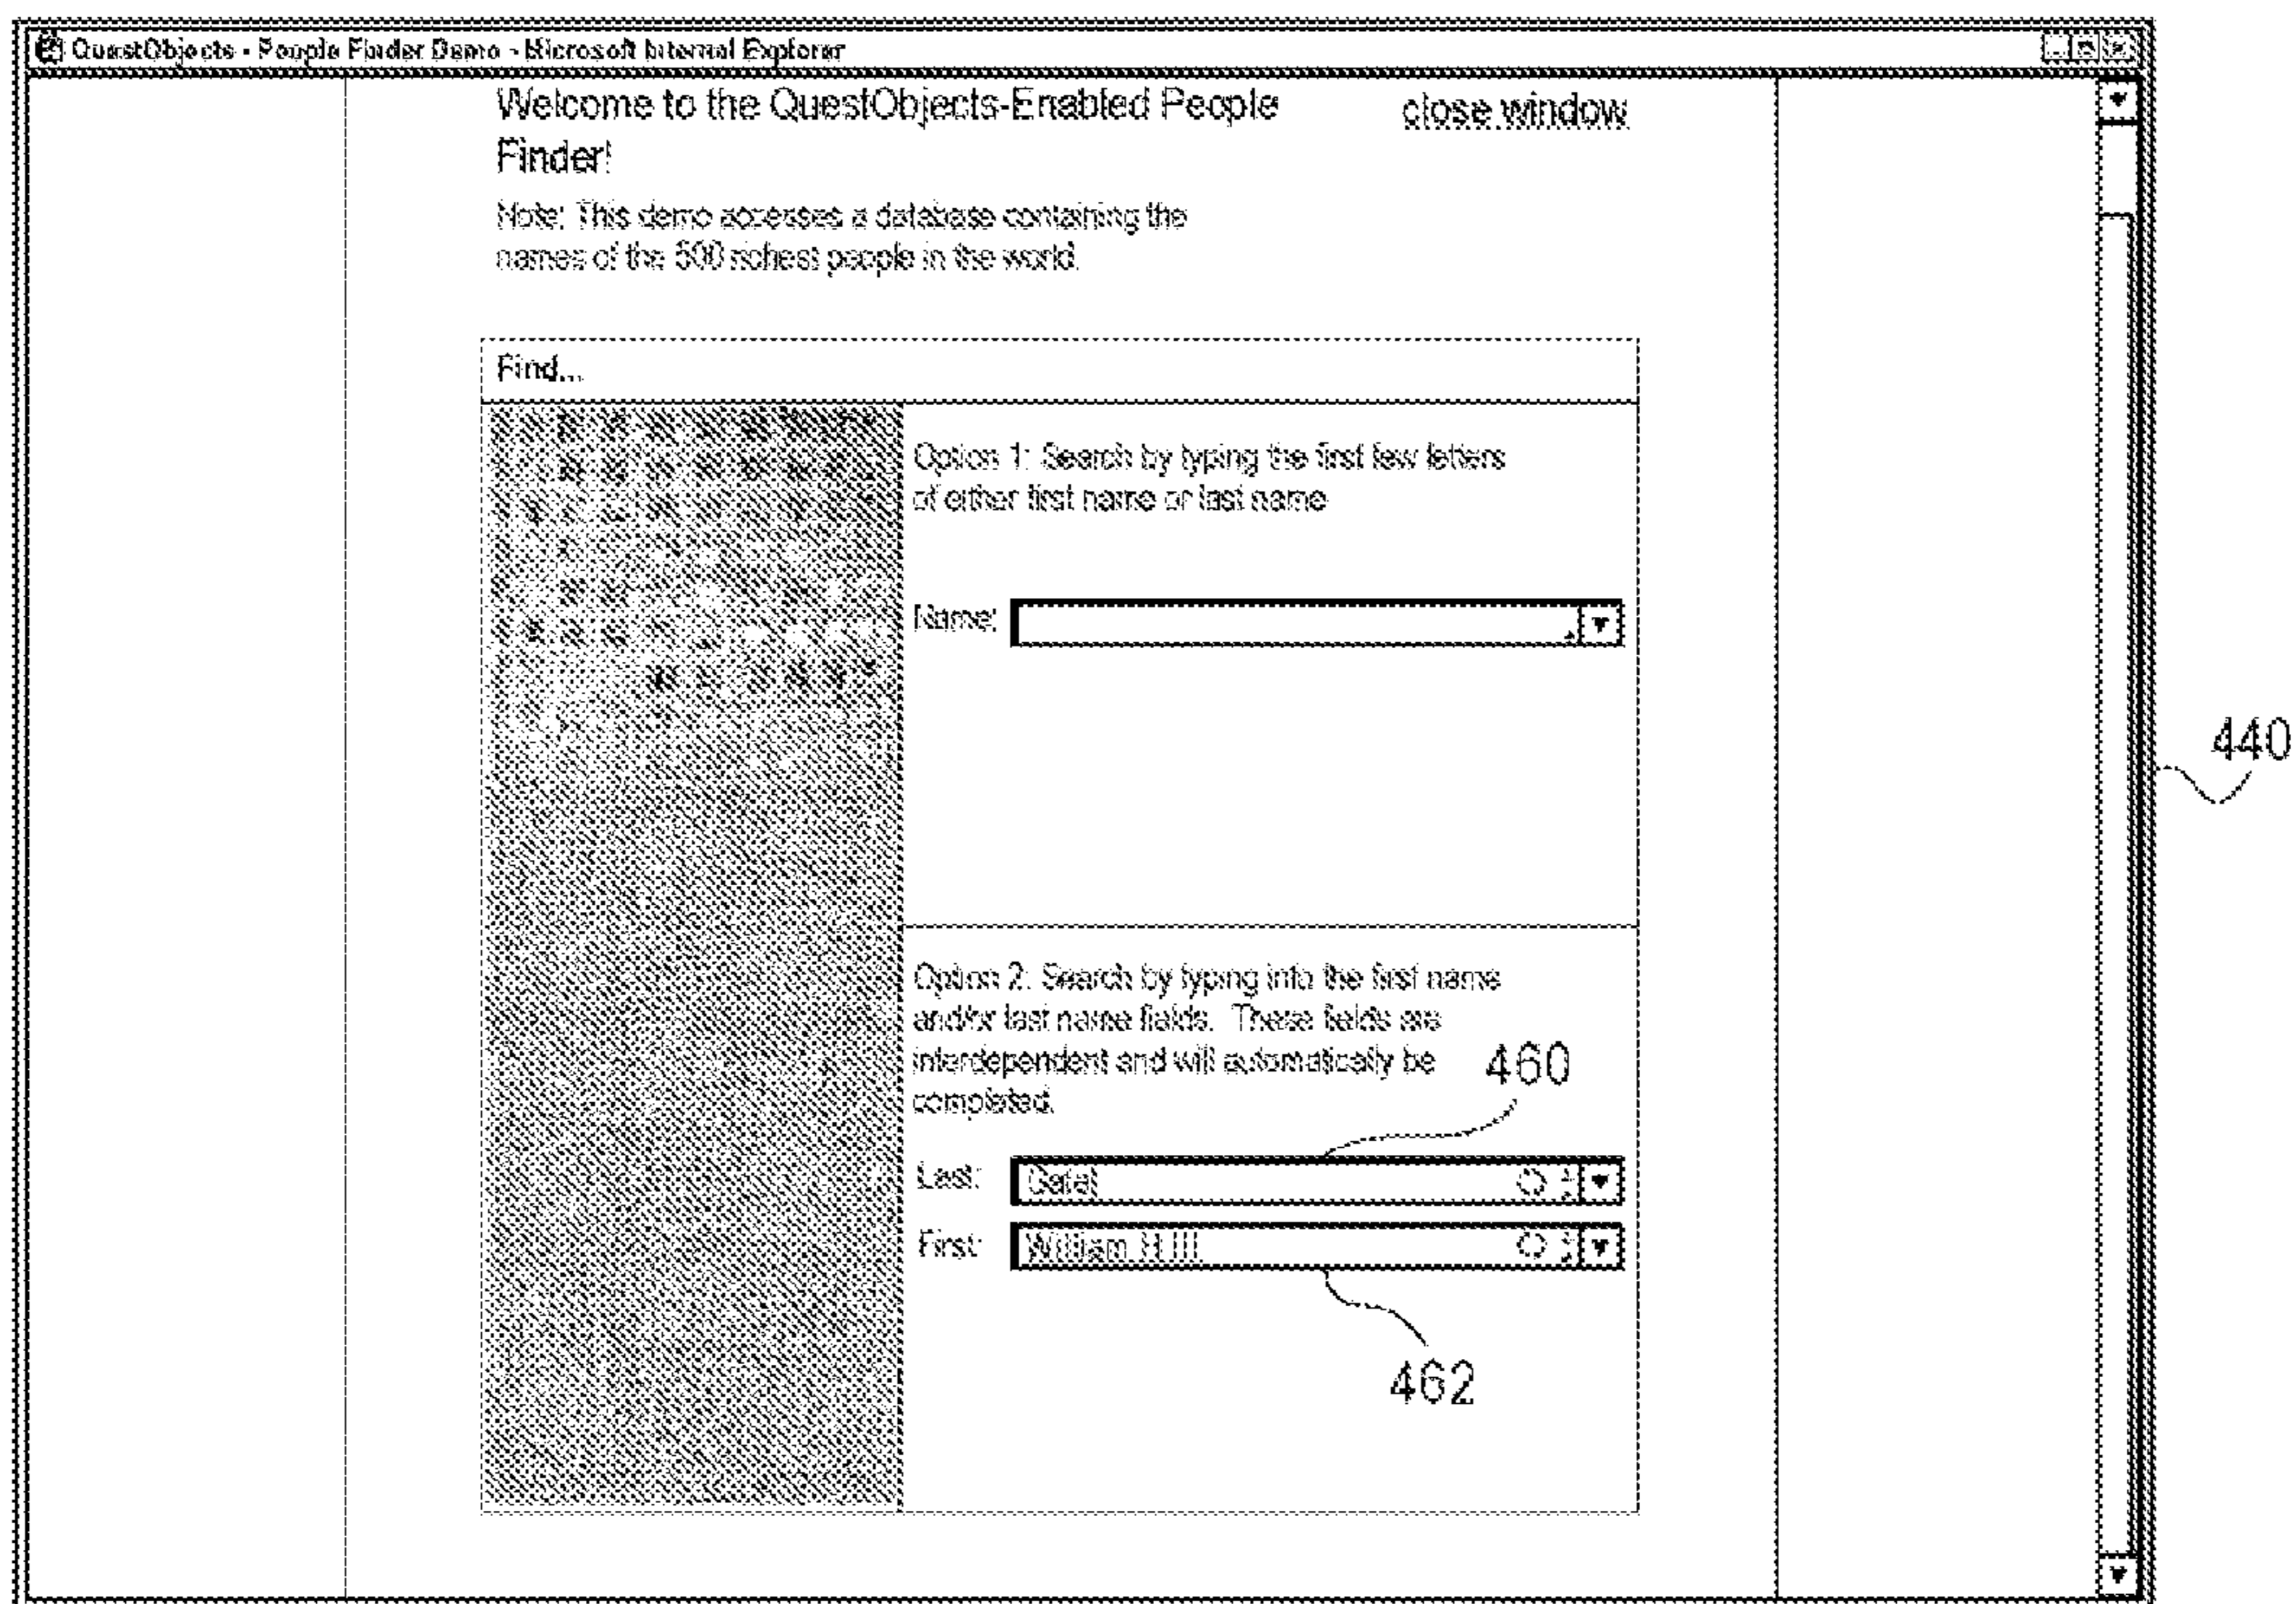 QuestObjects - People Finder Demo - Microsoft Internet Explorer
Welcome to the QuestObjects-Enabled People
Finder!
close window
Note: This demo accesses a database containing the
names of the 500 richest people in the world.
Find...
Option 1: Search by typing the first few letters
of either first name or last name
Name:
440
Option 2: Search by typing into the first name
and/or last name fields. These fields are
interdependent and will automatically be
completed.
460
Last:
First: William H III
462